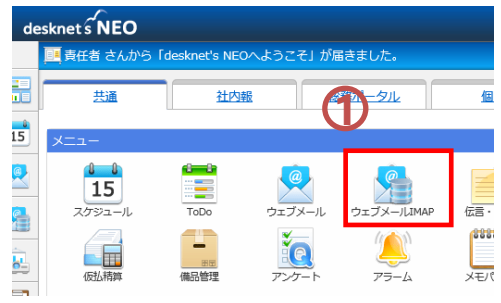 desknet's NEO
責任者 さんから「desknet's NEOへようこそ」が届きました。
共通
社内報
ポータル
個
①
15
メニュー
15
スケジュール
ToDo
ウェブメール
ウェブメールIMAP
伝言・
仮払精算
備品管理
アンケート
アラーム
メモパ